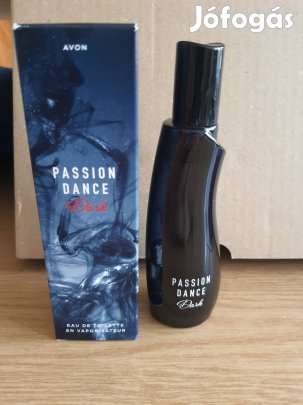 Jófogás
AVON
PASSION
DANCE
Dark
EAU DE TOILETTE
EN VAPORISATEUR
PASSION
DANCE
Dark